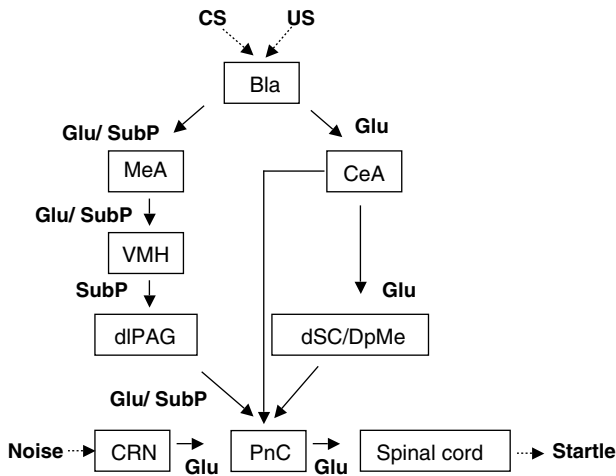 CS US
Bla
Glu/ SubP Glu
MeA CeA
Glu/ SubP
VMH
SubP Glu
dlPAG dSC/DpMe
Glu/ SubP
Noise CRN PnC Spinal cord Startle
Glu Glu